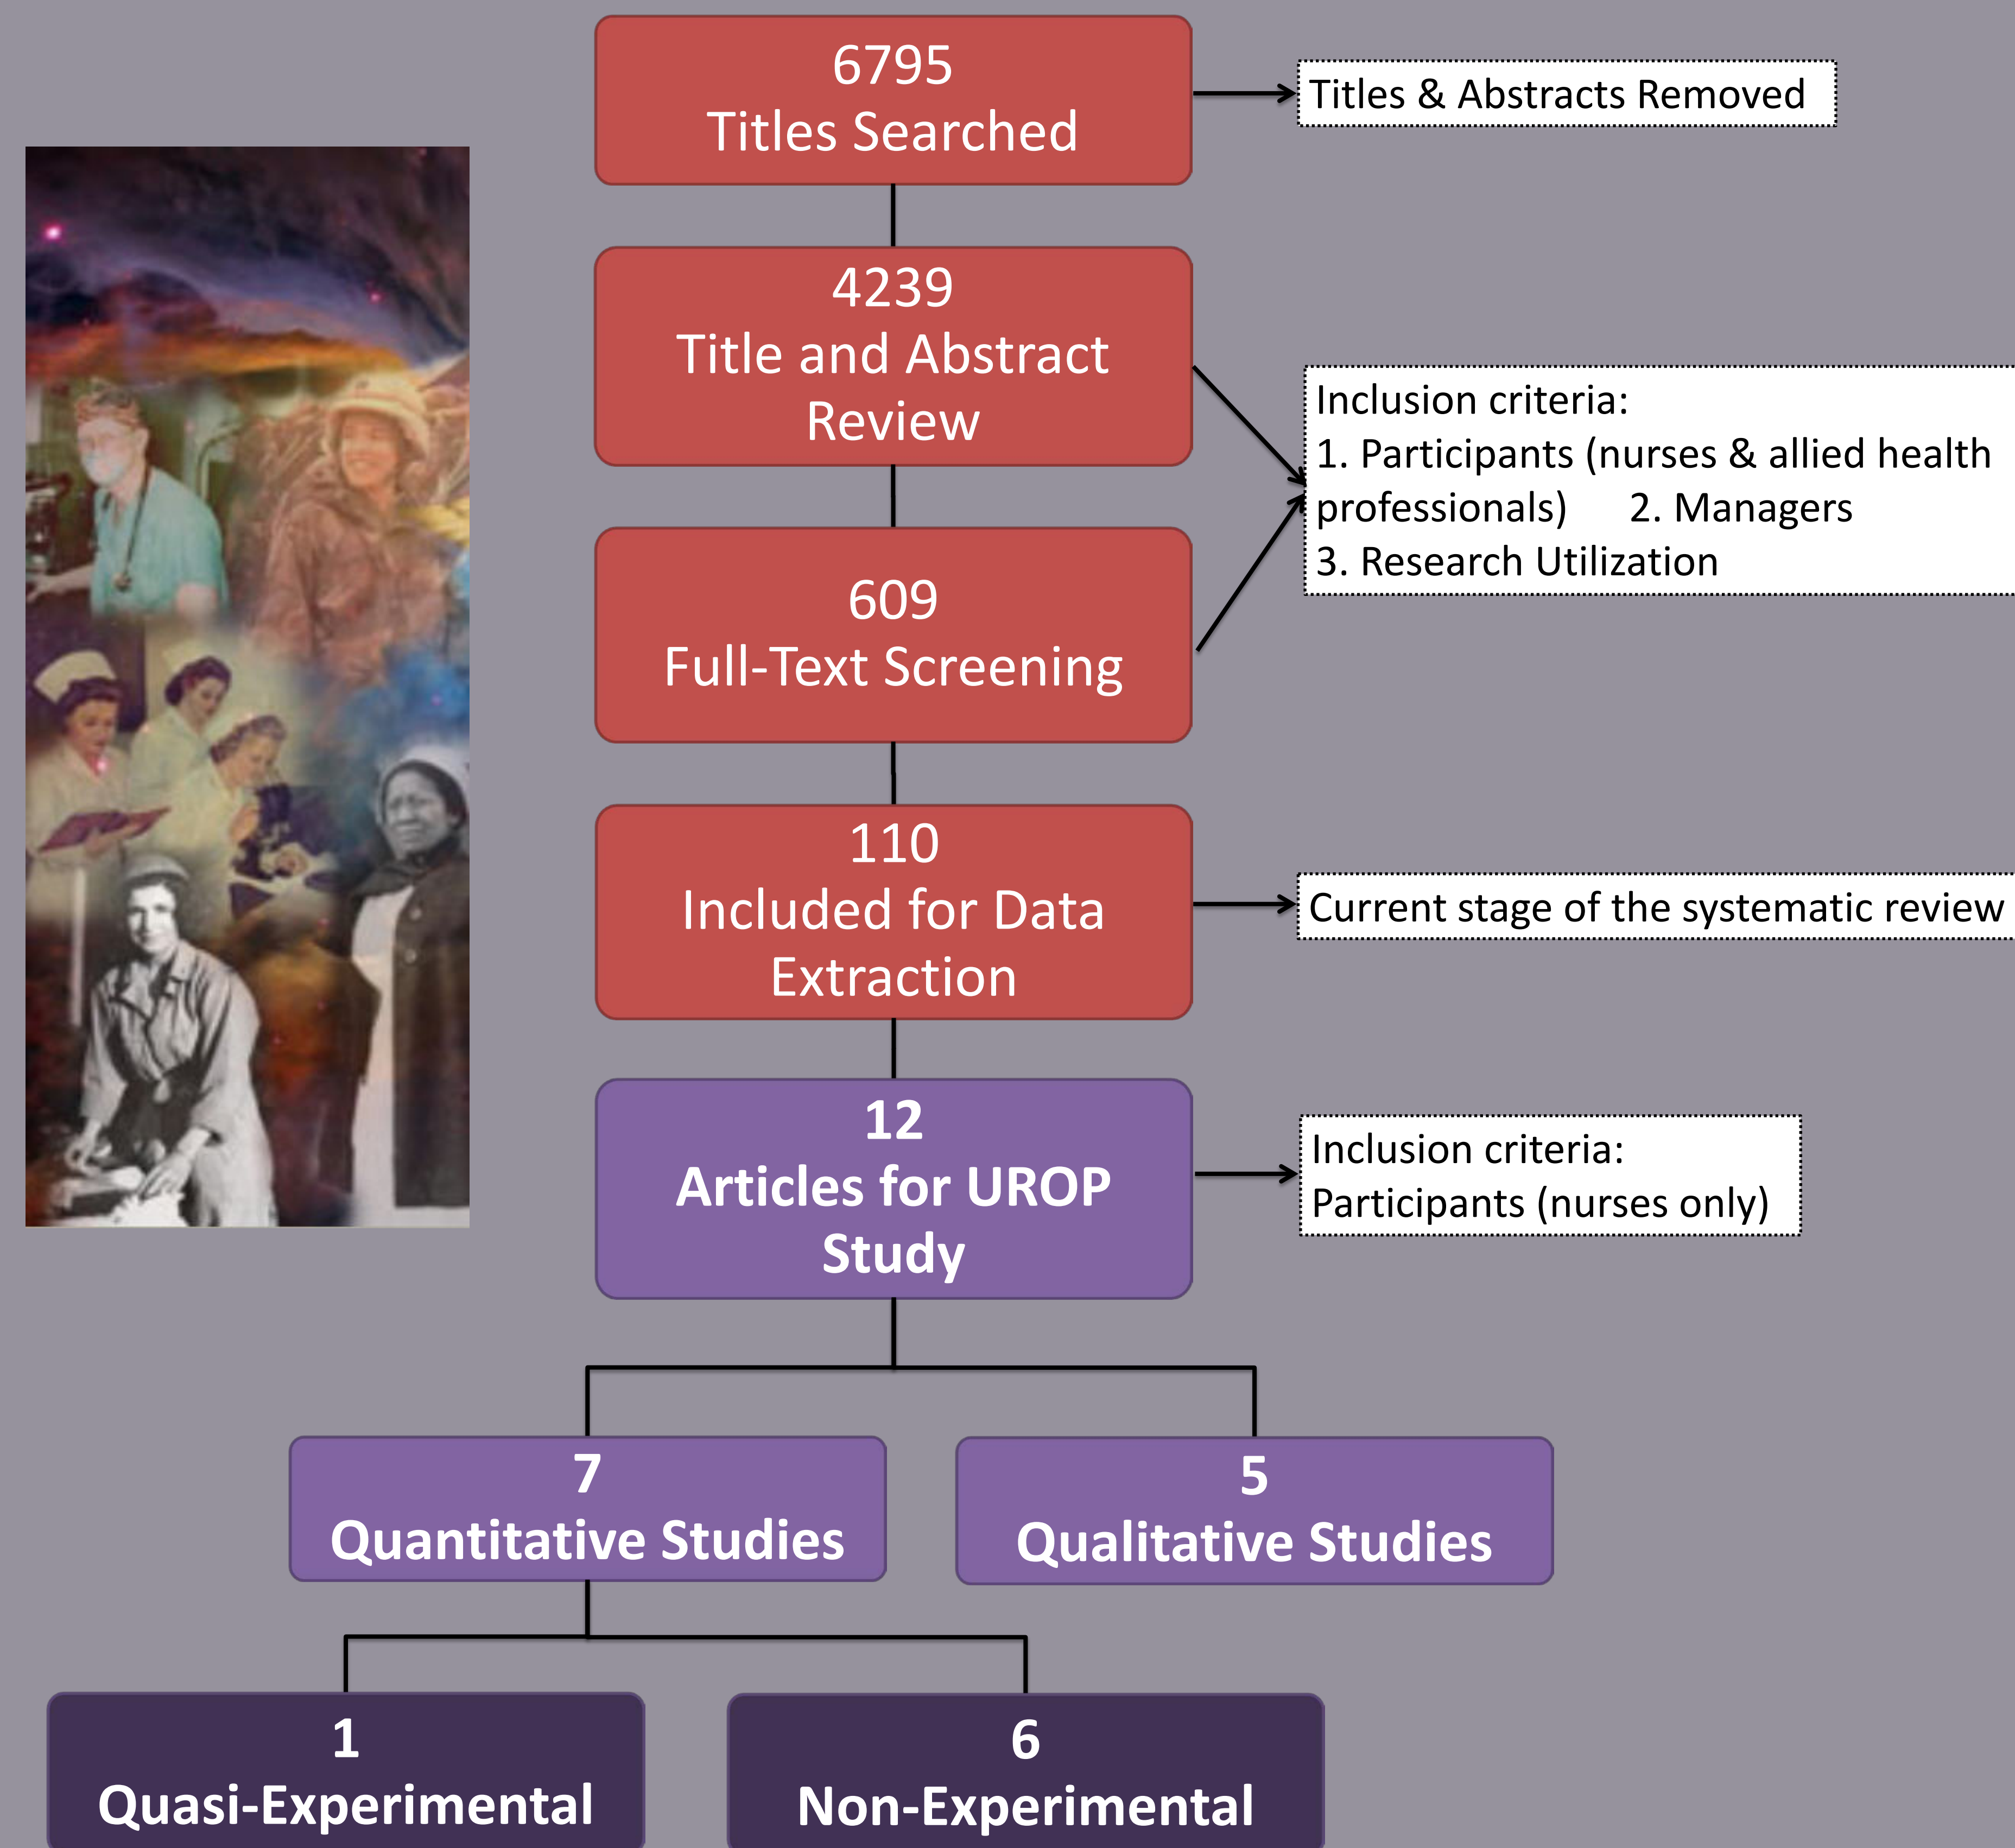 6795
Titles Searched
Titles & Abstracts Removed
4239
Title and Abstract
Review
Inclusion criteria:
1. Participants (nurses & allied health
professionals) 2. Managers
3. Research Utilization
609
Full-Text Screening
110
Included for Data
Extraction
Current stage of the systematic review
12
Articles for UROP
Study
Inclusion criteria:
Participants (nurses only)
7
Quantitative Studies
5
Qualitative Studies
1
Quasi-Experimental
6
Non-Experimental